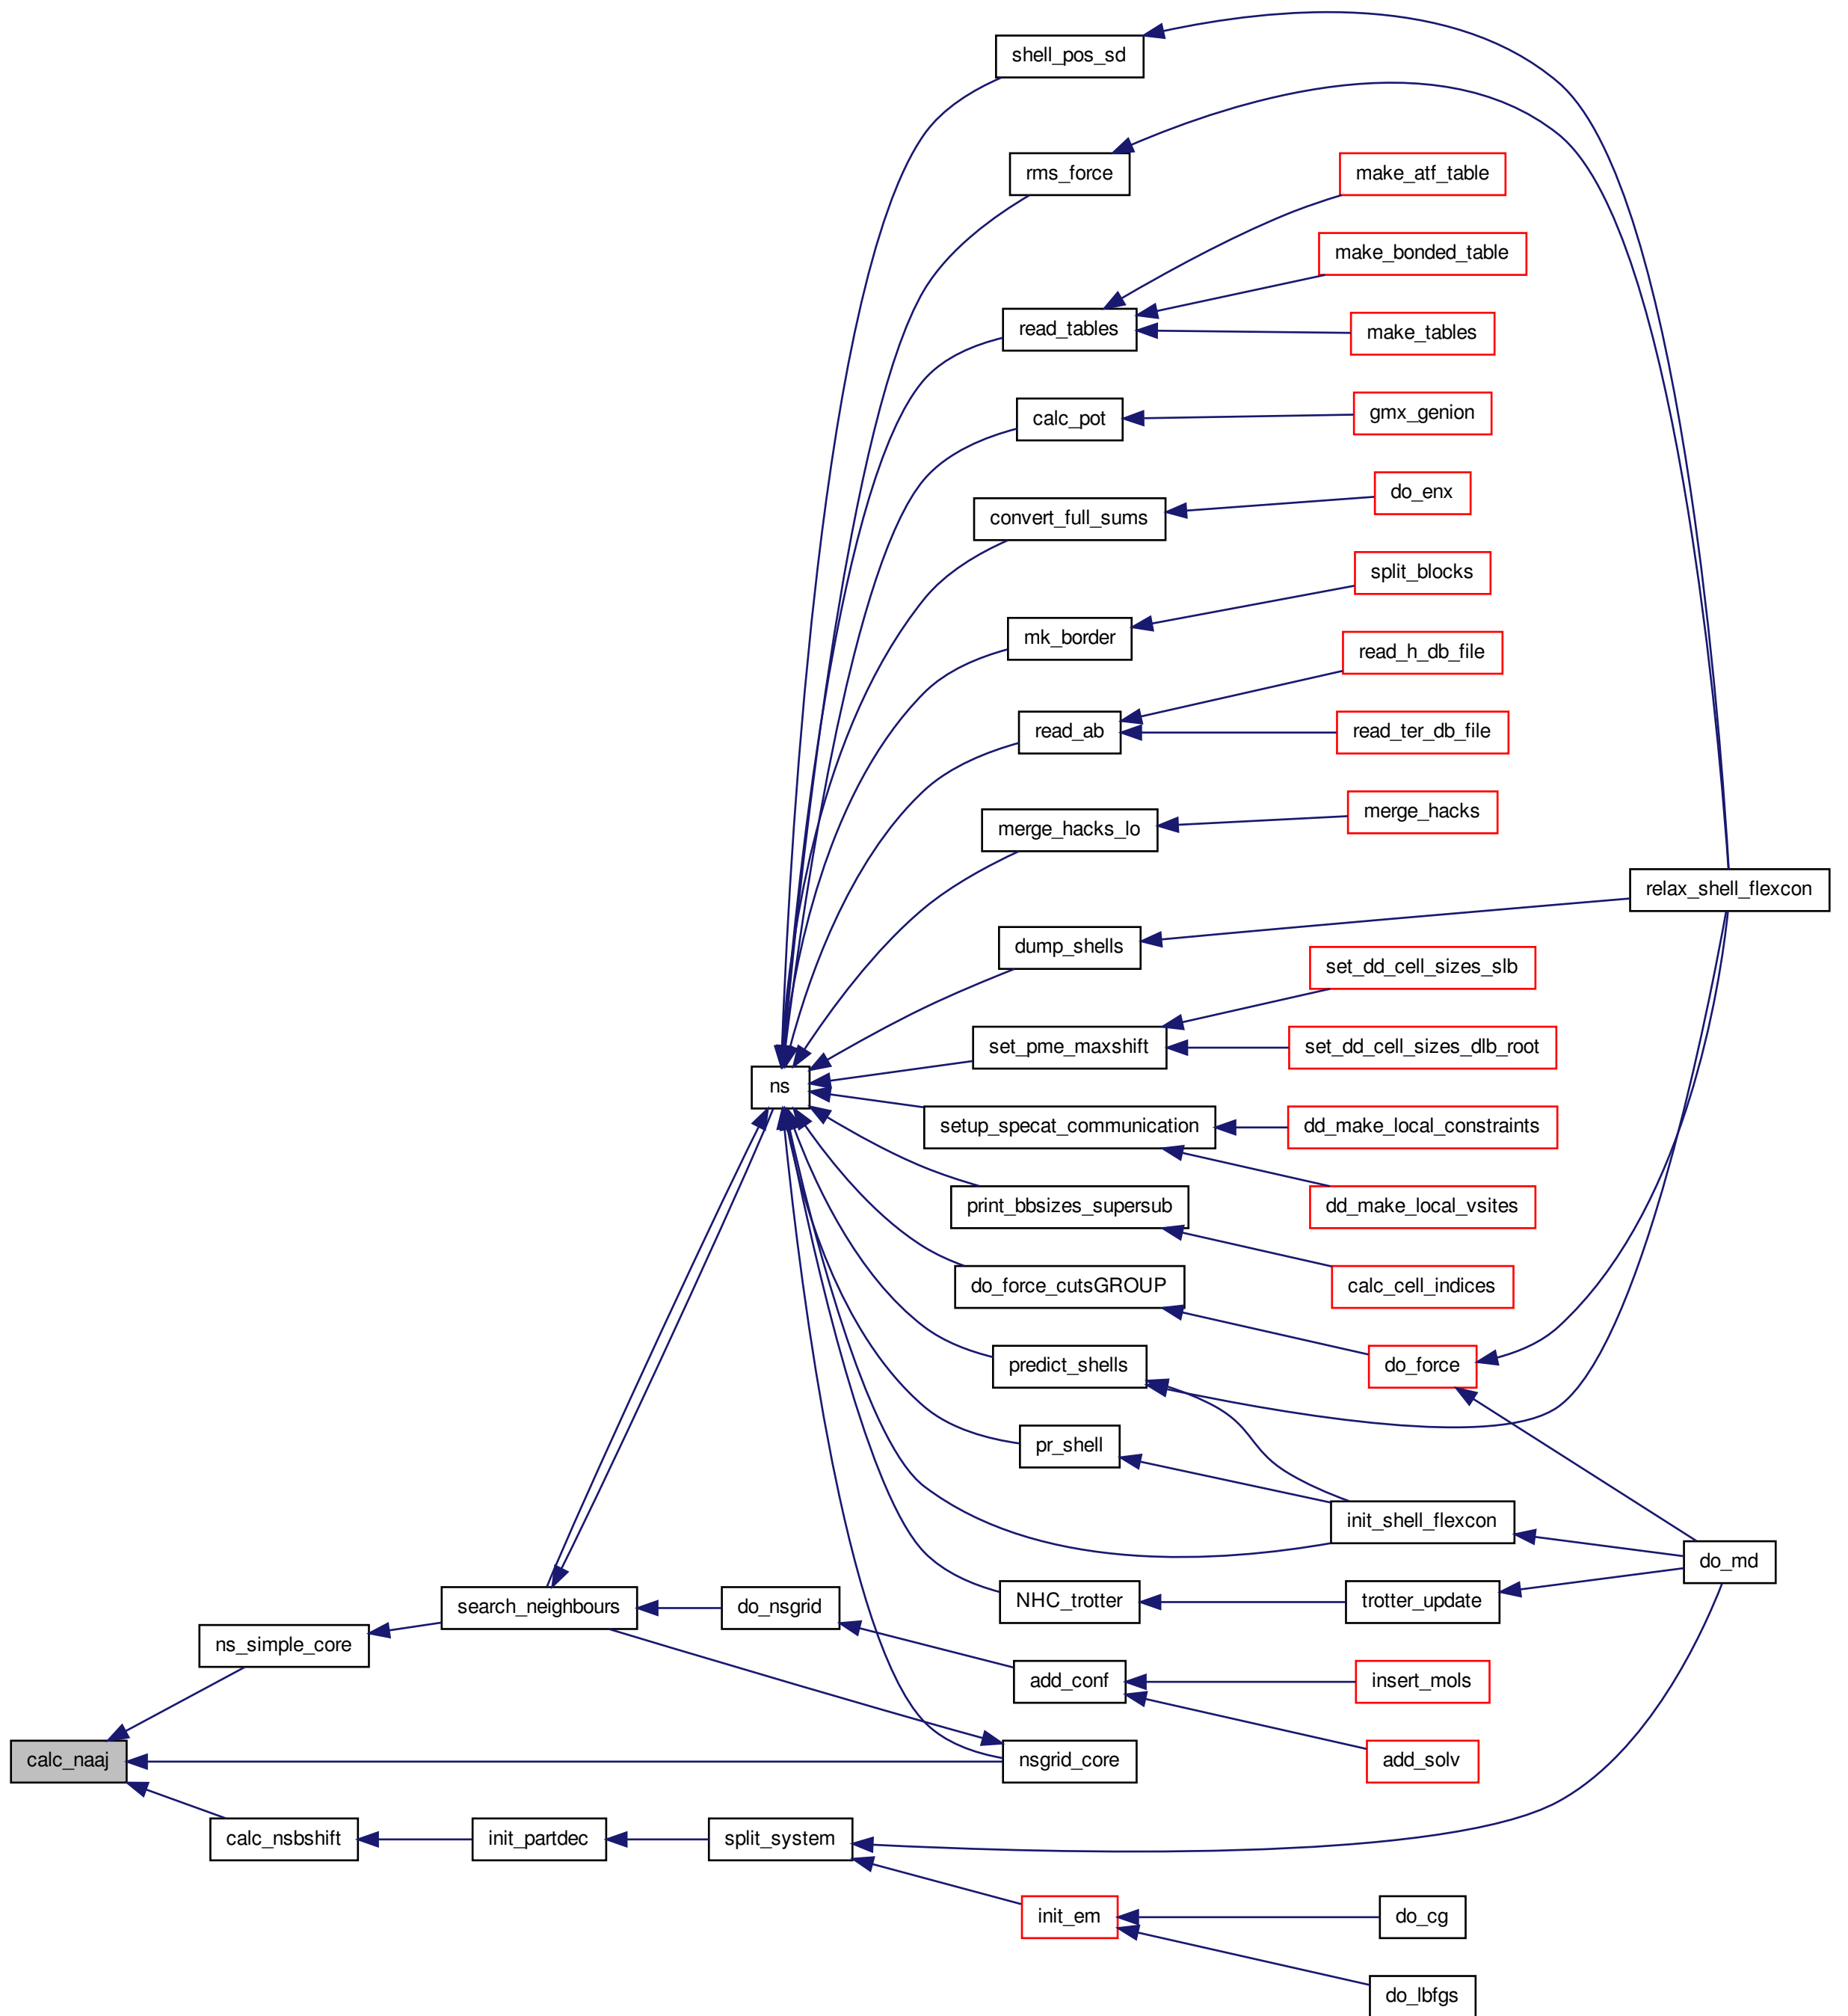 shell_pos_sd
rms_force
make_atf_table
make_bonded_table
read_tables
make_tables
calc_pot
gmx_genion
do_enx
convert_full_sums
split_blocks
mk_border
read_h_db_file
read_ab
read_ter_db_file
merge_hacks_lo
merge_hacks
relax_shell_flexcon
dump_shells
set_dd_cell_sizes_slb
set_pme_maxshift
set_dd_cell_sizes_dlb_root
ns
setup_specat_communication
dd_make_local_constraints
print_bbsizes_supersub
dd_make_local_vsites
do_force_cutsGROUP
calc_cell_indices
predict_shells
do_force
pr_shell
init_shell_flexcon
do_md
NHC_trotter
trotter_update
search_neighbours
do_nsgrid
ns_simple_core
add_conf
insert_mols
calc_naaj
nsgrid_core
add_solv
calc_nsbshift
init_partdec
split_system
init_em
do_cg
do_lbfgs